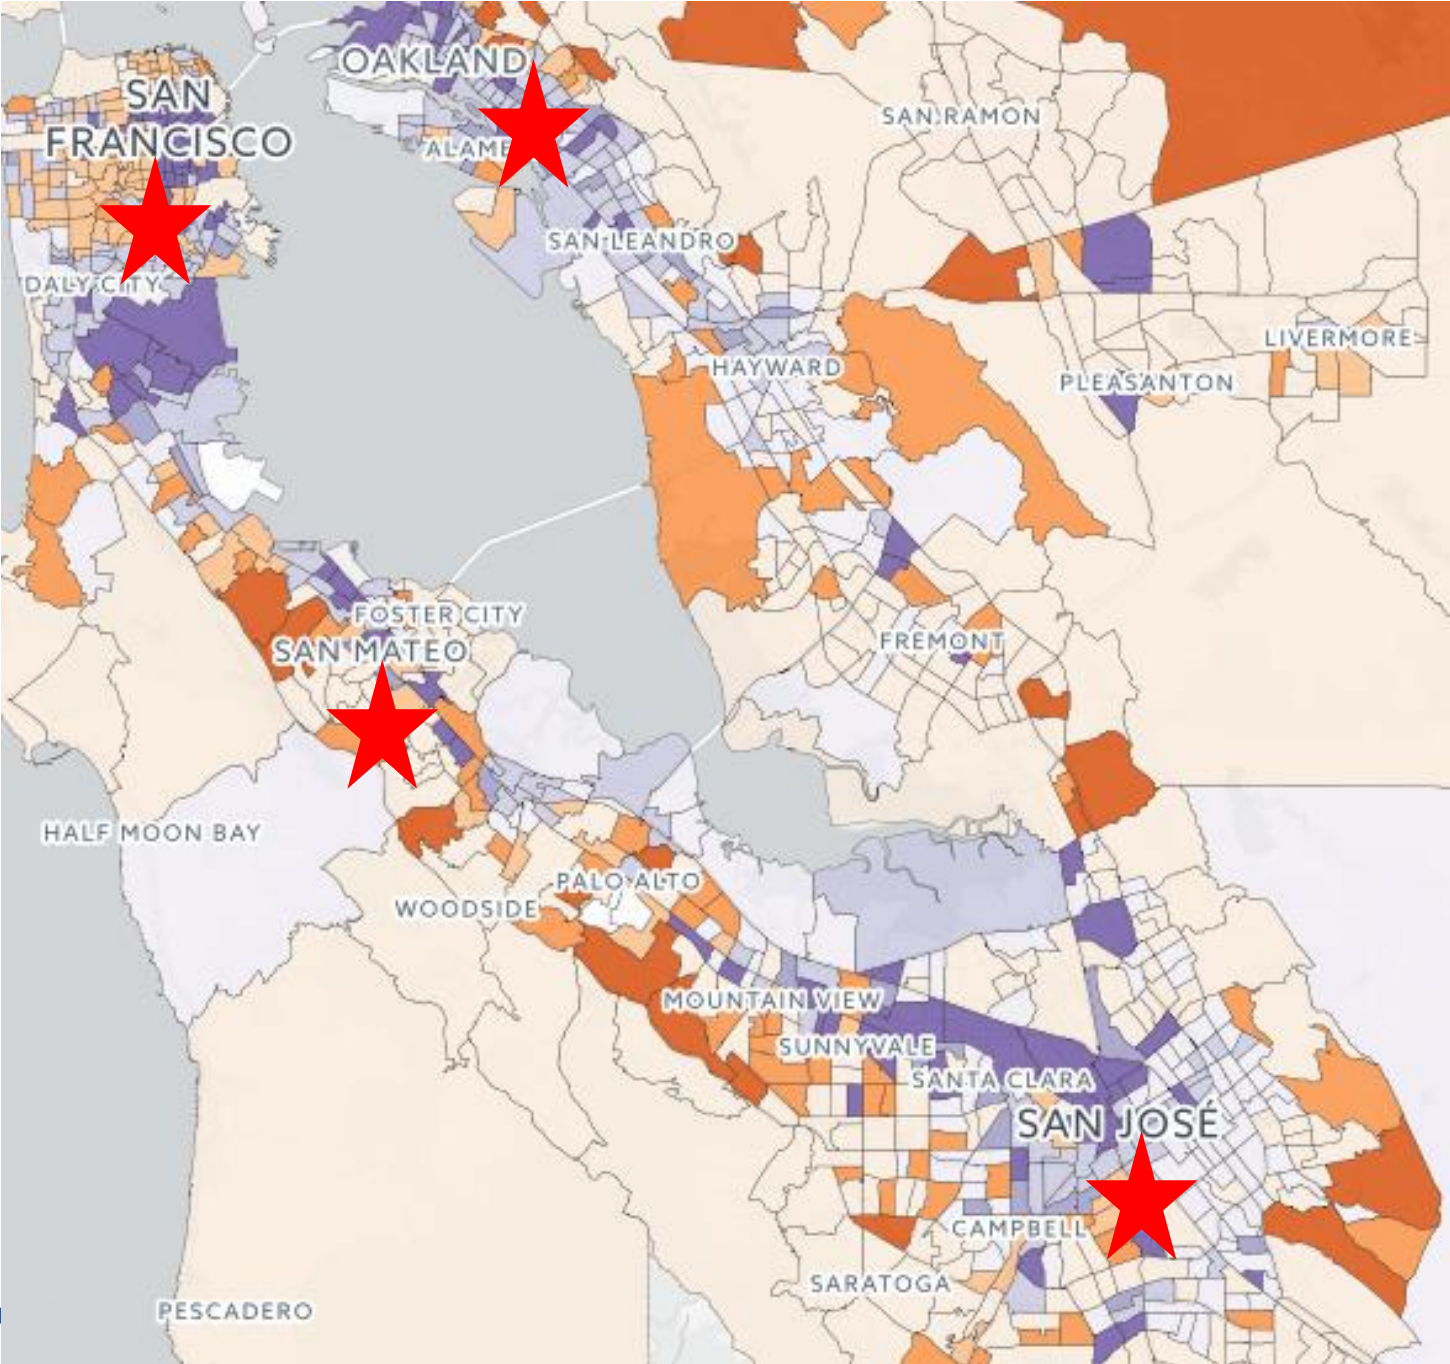 OAKLAND
SAN
FRANCISCO
SAN RAMON
ALAME
SAN LEANDRO
DALY CITY
LIVERMORE
HAYWARD
PLEASANTON
FOSTER CITY
SAN MATEO
FREMONT
HALF MOON BAY
PALO ALTO
WOODSIDE
MOUNTAIN VIEW
SUNNYVALE
SANTA CLARA
SAN JOSÉ
CAMPBELL
SARATOGA
PESCADERO